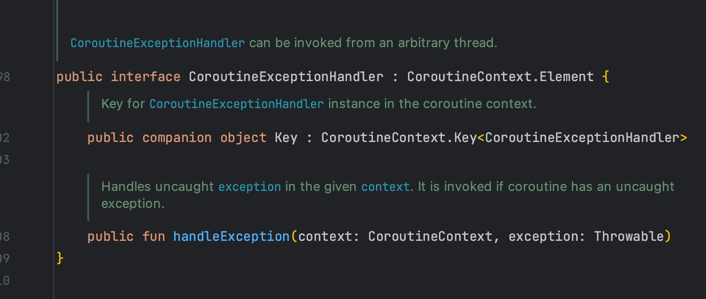 CoroutineExceptionHandler can be invoked from an arbitrary thread.
98 public interface CoroutineExceptionHandler : CoroutineContext.Element {
Key for CoroutineExceptionHandler instance in the coroutine context.
02 public companion object Key : CoroutineContext.Key<CoroutineExceptionHandler>
03
Handles uncaught exception in the given context. It is invoked if coroutine has an uncaught
exception.
08 public fun handleException(context: CoroutineContext, exception: Throwable)
09 }
10